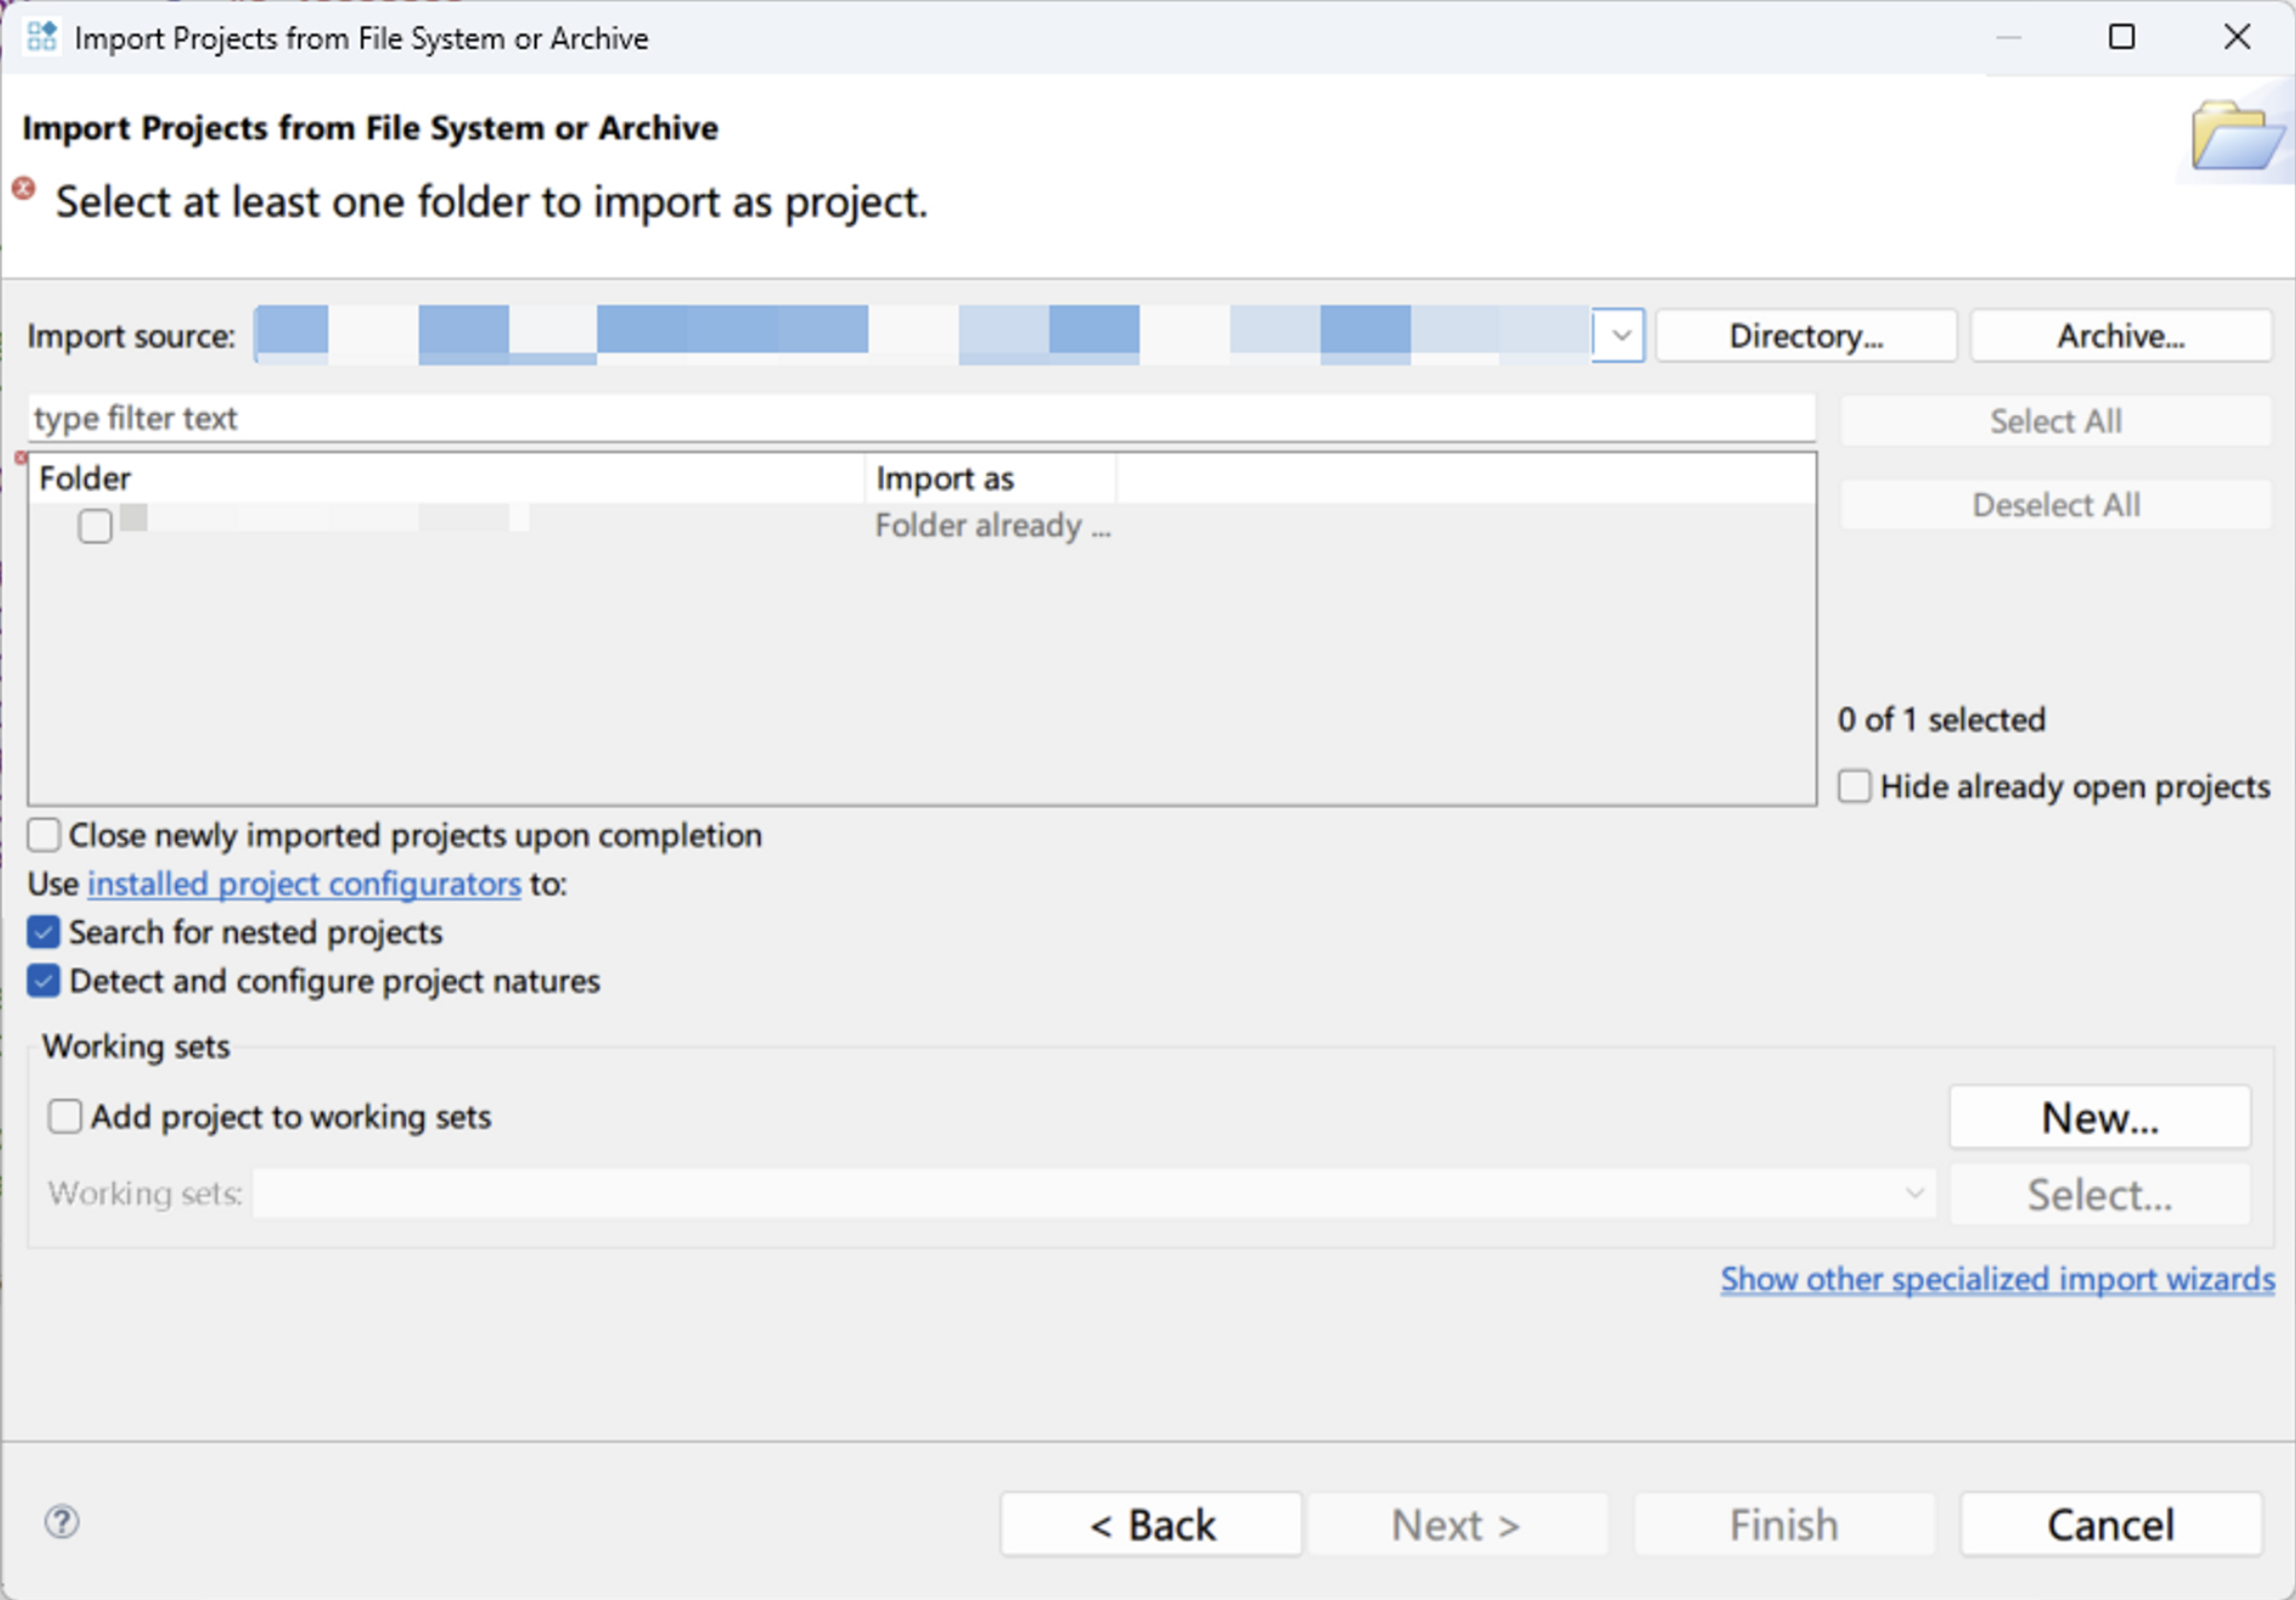 Import Projects from File System or Archive
Import Projects from File System or Archive
Select at least one folder to import as project.
Import source:
Directory...
Archive...
type filter text
Select All
Folder
Import as
Folder already ...
Deselect All
0 of 1 selected
Hide already open projects
Close newly imported projects upon completion
Use installed project configurators to:
Search for nested projects
Detect and configure project natures
Working sets
Add project to working sets
New...
Working sets:
Select...
Show other specialized import wizards
?
< Back
Next >
Finish
Cancel